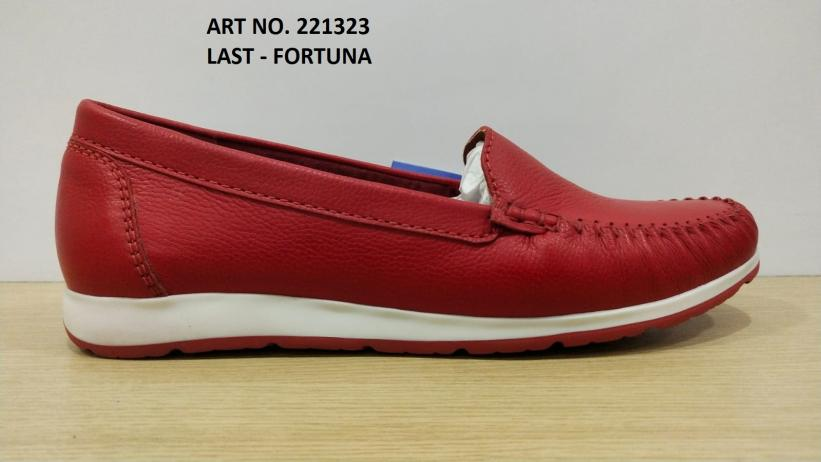 ART NO. 221323
LAST - FORTUNA